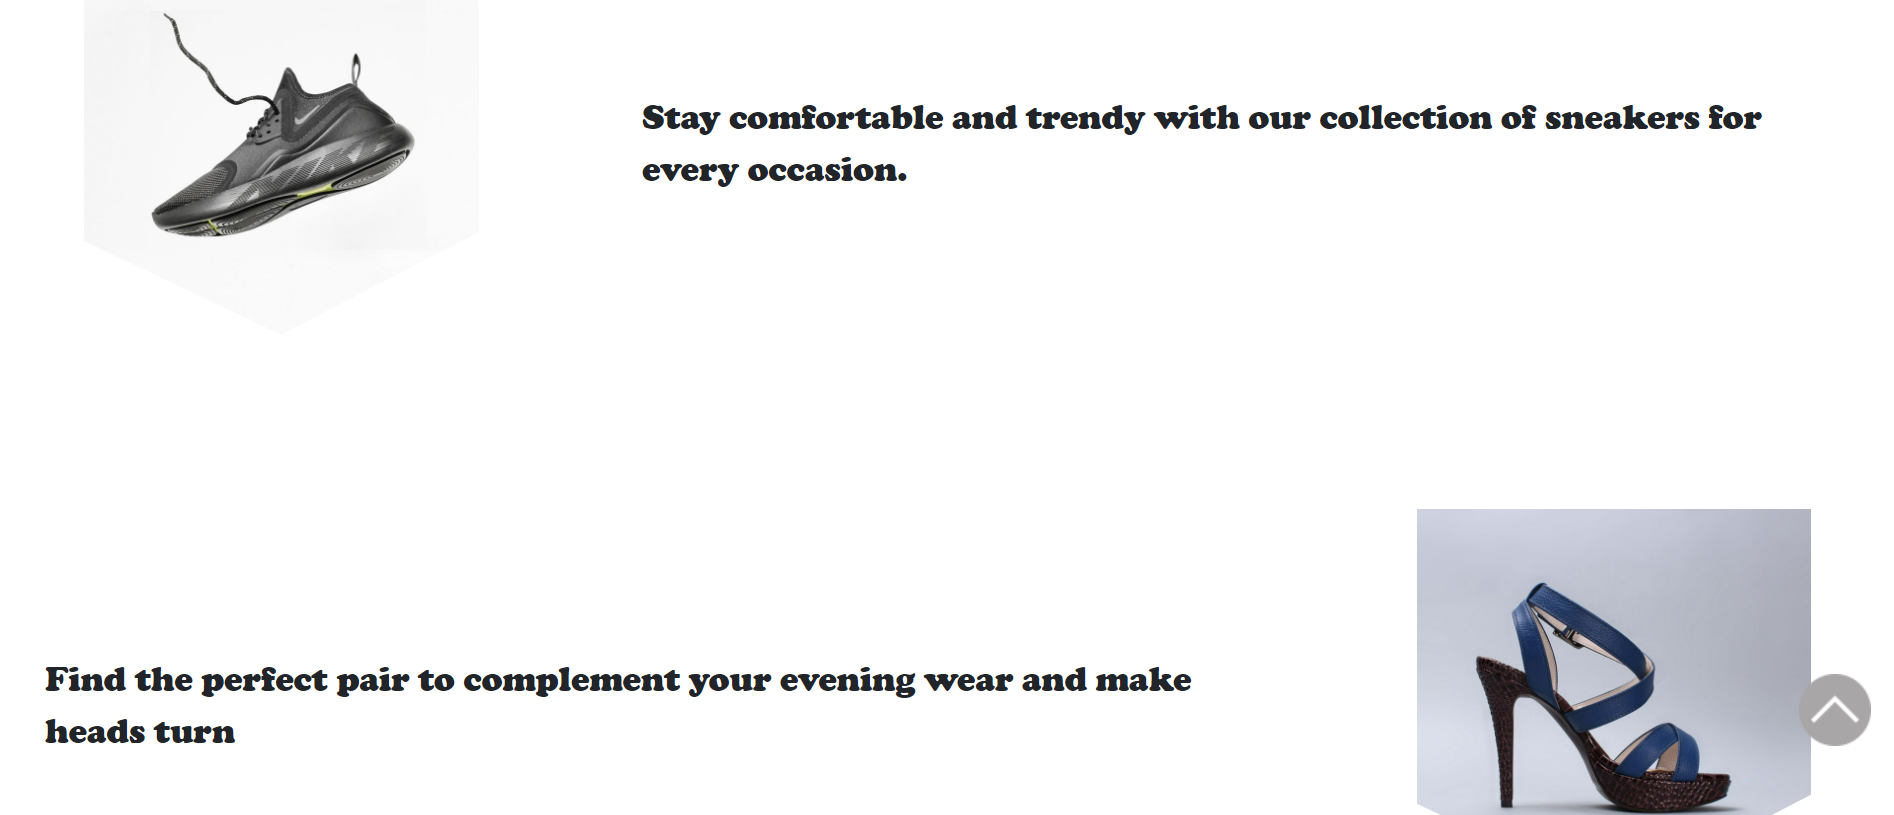 Stay comfortable and trendy with our collection of sneakers for
every occasion.
Find the perfect pair to complement your evening wear and make
heads turn